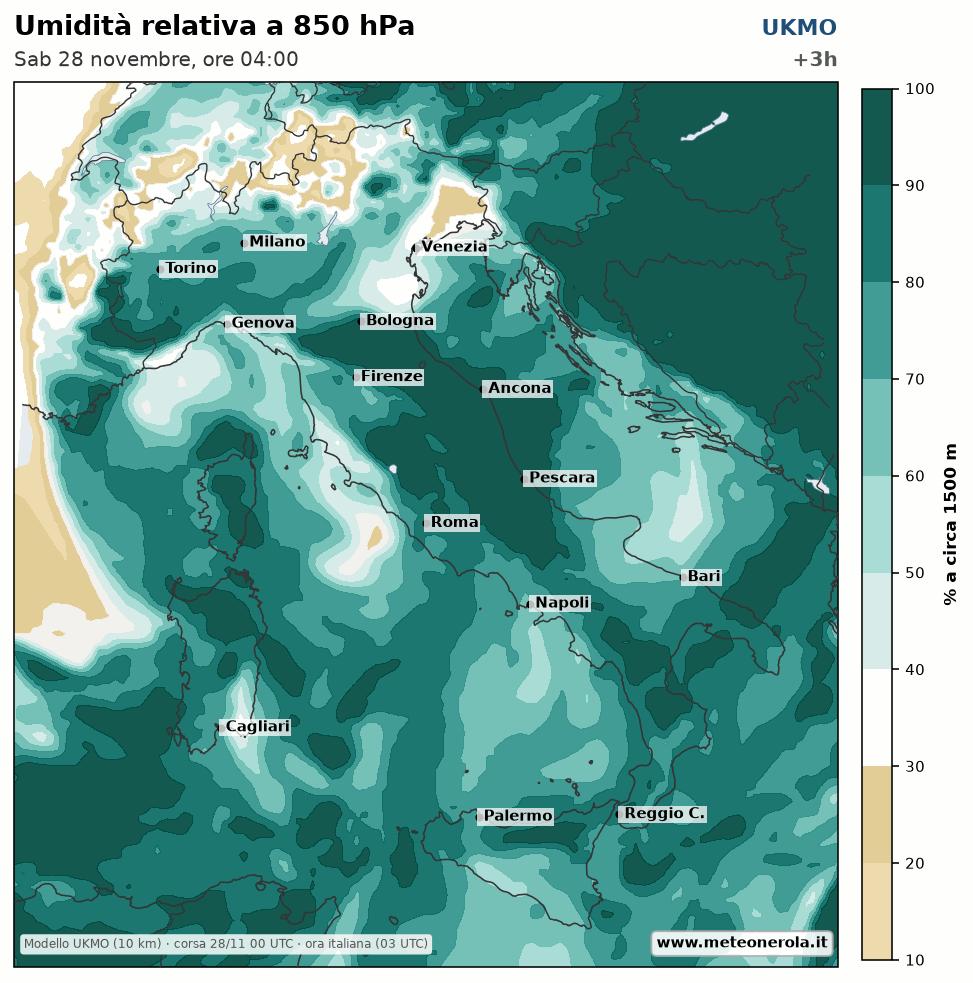 Umidità relativa a 850 hPa
UKMO
Sab 28 novembre, ore 04:00
+3h
100
90
80
70
60
50
40
30
20
10
% a circa 1500 m
Milano
Venezia
Torino
Genova
Bologna
Firenze
Ancona
Pescara
Roma
Bari
Napoli
Cagliari
Palermo
Reggio C.
Modello UKMO (10 km) · corsa 28/11 00 UTC · ora italiana (03 UTC)
www.meteonerola.it